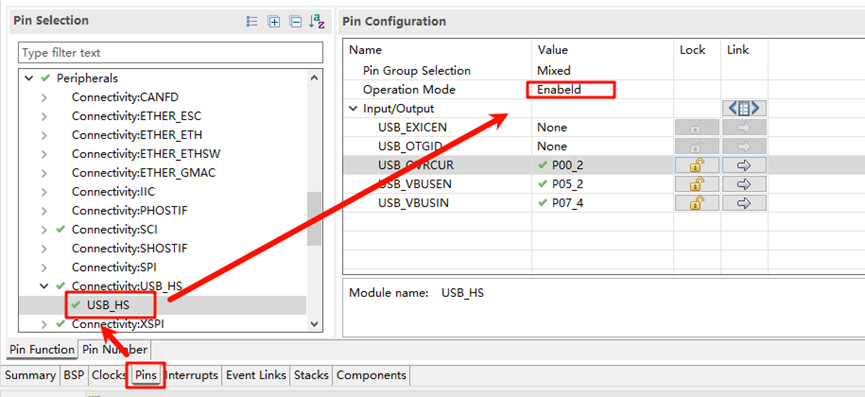 Pin Selection
Type filter text
Peripherals
Connectivity:CANFD
Connectivity:ETHER_ESC
Connectivity:ETHER_ETH
Connectivity:ETHER_ETHSW
Connectivity:ETHER_GMAC
Connectivity:IIC
Connectivity:PHOSTIF
Connectivity:SCI
Connectivity:SHOSTIF
Connectivity:SPI
Connectivity:USB_HS
USB_HS
Connectivity:XSPI
Pin Function Pin Number
Pin Configuration
Name Value Lock Link
Pin Group Selection Mixed
Operation Mode Enabeld
Input/Output
USB_EXICEN None
USB_OTGID None
USB_OVRCUR P00_2
USB_VBUSEN P05_2
USB_VBUSIN P07_4
Module name: USB_HS
Summary BSP Clocks Pins Interrupts Event Links Stacks Components